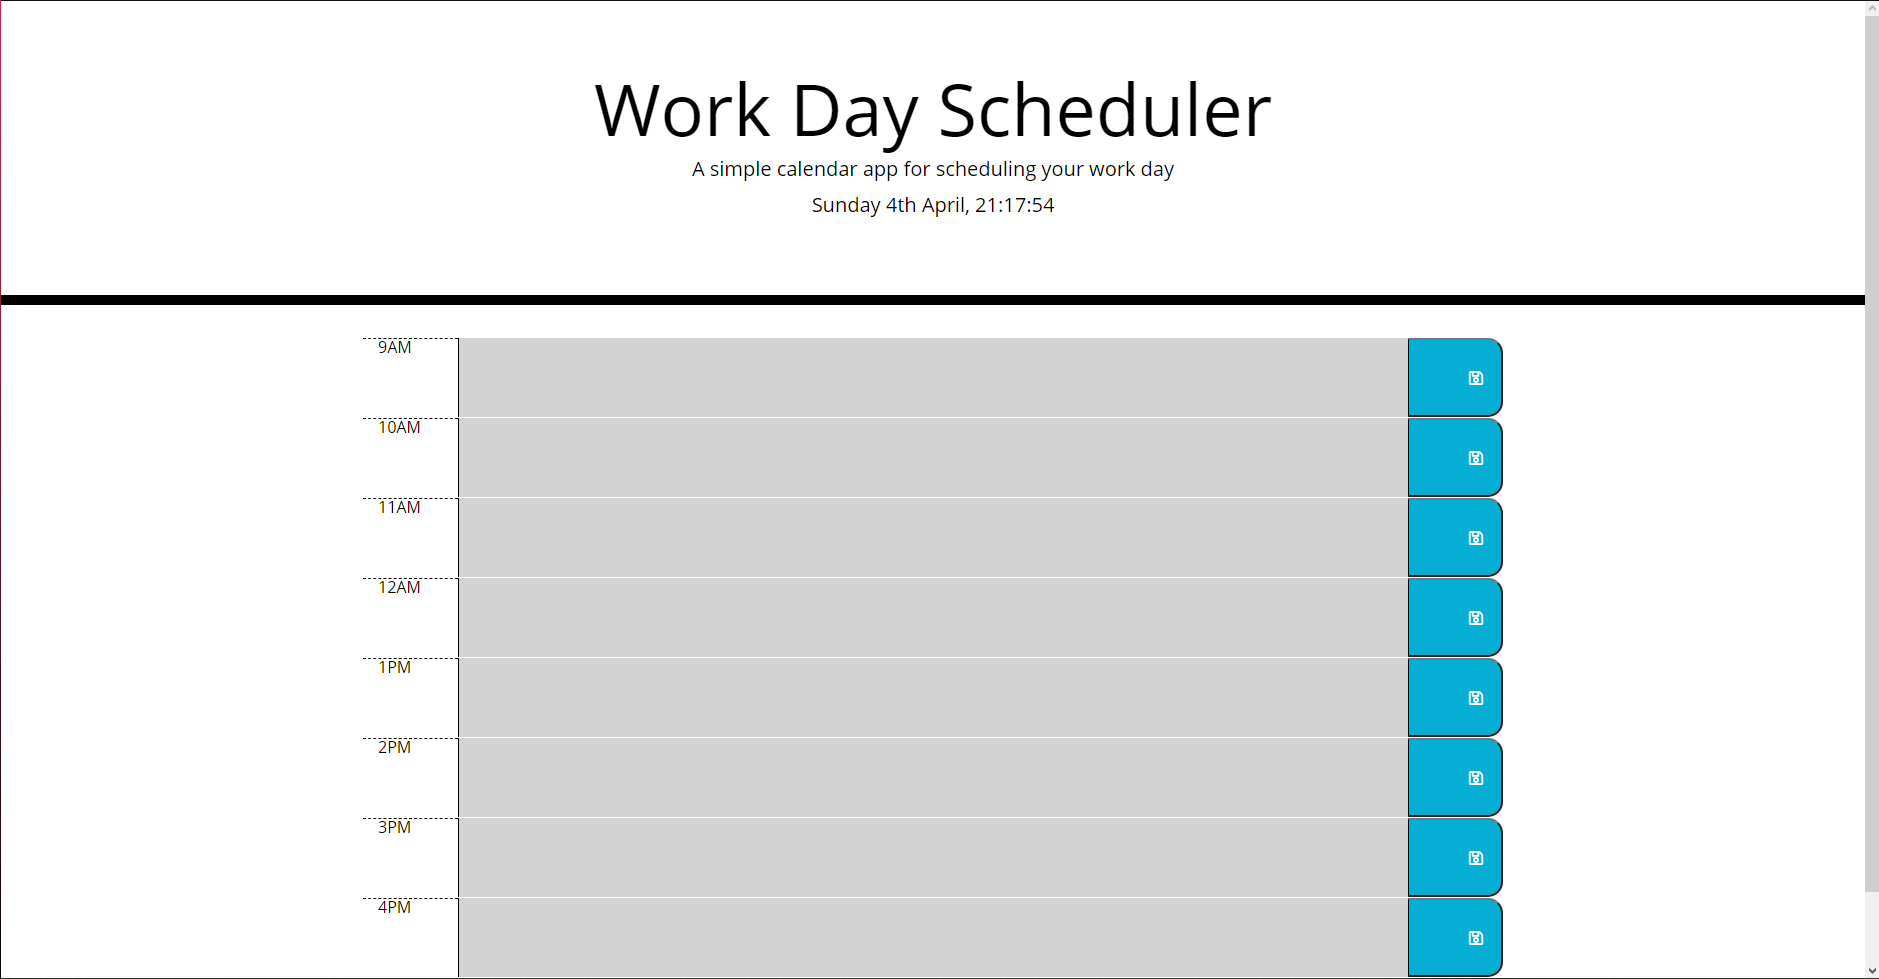 Work Day Scheduler
A simple calendar app for scheduling your work day
Sunday 4th April, 21:17:54
9AM
10AM
11AM
12AM
1PM
2PM
3PM
4PM